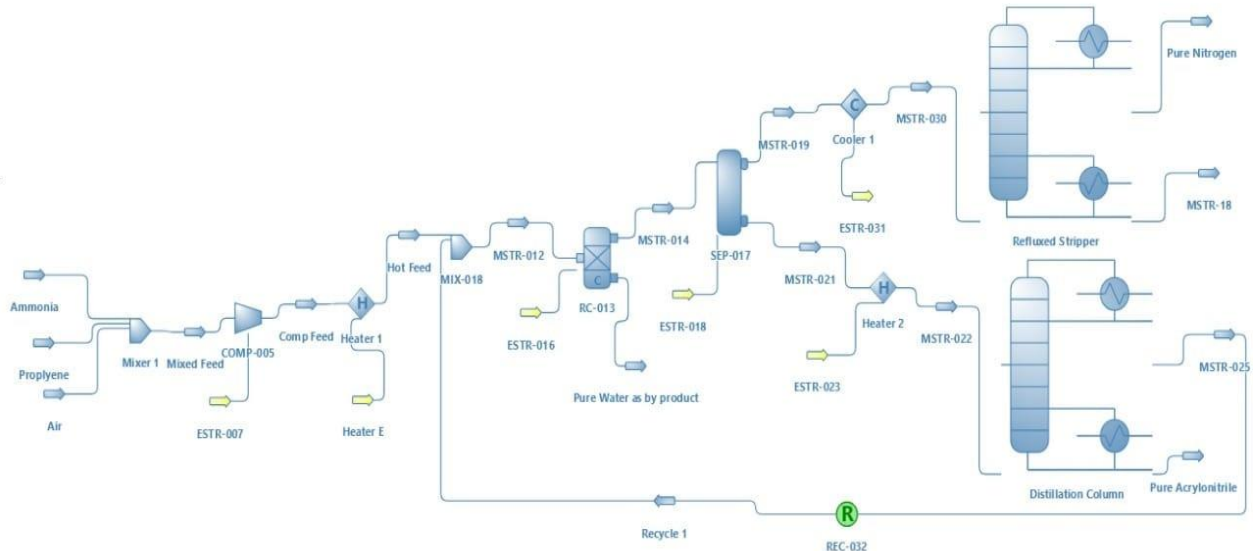 Pure Nitrogen
MSTR-030
MSTR-019
Cooler 1
MSTR-18
ESTR-031
Refluxed Stripper
MSTR-014
SEP-017
MSTR-012
Hot Feed
MIX-018
C
RC-013
MSTR-021
H
Heater 2
MSTR-022
ESTR-018
ESTR-016
ESTR-023
Ammonia
Proplyene
Air
Mixer 1
Mixed Feed
COMP-005
Comp Feed
H
Heater 1
ESTR-007
Heater E
Pure Water as by product
MSTR-025
Distillation Column
Pure Acrylonitrile
Recycle 1
R
REC-032
C